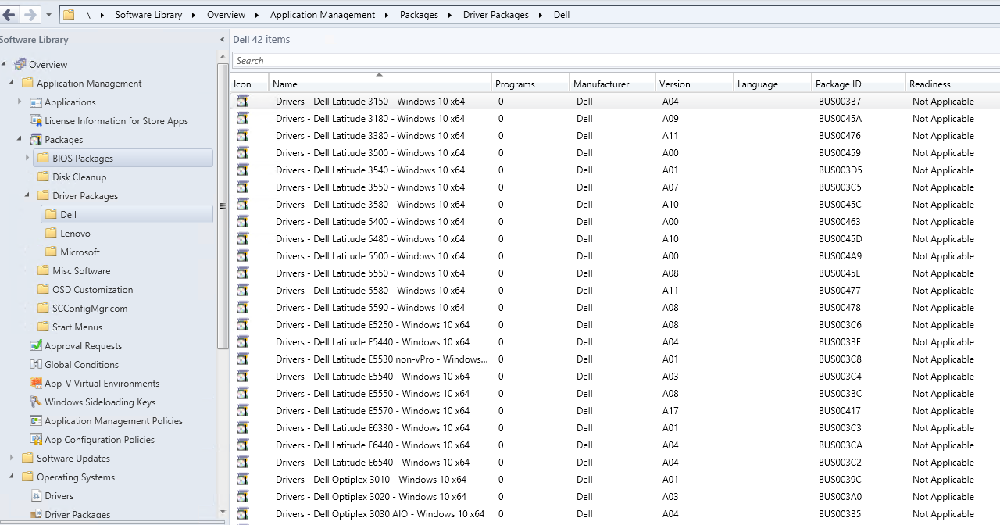 \ Software Library Overview Application Management Packages Driver Packages Dell
Software Library
Overview
Application Management
Applications
License Information for Store Apps
Packages
BIOS Packages
Disk Cleanup
Driver Packages
Dell
Lenovo
Microsoft
Misc Software
OSD Customization
SCConfigMgr.com
Start Menus
Approval Requests
Global Conditions
App-V Virtual Environments
Windows Sideloading Keys
Application Management Policies
App Configuration Policies
Software Updates
Operating Systems
Drivers
Driver Packages
Dell 42 items
Search
Icon Name Programs Manufacturer Version Language Package ID Readiness
Drivers - Dell Latitude 3150 - Windows 10 x64 0 Dell A04 BUS003B7 Not Applicable
Drivers - Dell Latitude 3180 - Windows 10 x64 0 Dell A09 BUS0045A Not Applicable
Drivers - Dell Latitude 3380 - Windows 10 x64 0 Dell A11 BUS00476 Not Applicable
Drivers - Dell Latitude 3500 - Windows 10 x64 0 Dell A00 BUS00459 Not Applicable
Drivers - Dell Latitude 3540 - Windows 10 x64 0 Dell A01 BUS003D5 Not Applicable
Drivers - Dell Latitude 3550 - Windows 10 x64 0 Dell A07 BUS003C5 Not Applicable
Drivers - Dell Latitude 3580 - Windows 10 x64 0 Dell A10 BUS0045C Not Applicable
Drivers - Dell Latitude 5400 - Windows 10 x64 0 Dell A00 BUS00463 Not Applicable
Drivers - Dell Latitude 5480 - Windows 10 x64 0 Dell A10 BUS0045D Not Applicable
Drivers - Dell Latitude 5500 - Windows 10 x64 0 Dell A00 BUS004A9 Not Applicable
Drivers - Dell Latitude 5550 - Windows 10 x64 0 Dell A08 BUS0045E Not Applicable
Drivers - Dell Latitude 5580 - Windows 10 x64 0 Dell A11 BUS00477 Not Applicable
Drivers - Dell Latitude 5590 - Windows 10 x64 0 Dell A08 BUS00478 Not Applicable
Drivers - Dell Latitude E5250 - Windows 10 x64 0 Dell A08 BUS003C6 Not Applicable
Drivers - Dell Latitude E5440 - Windows 10 x64 0 Dell A04 BUS003BF Not Applicable
Drivers - Dell Latitude E5530 non-vPro - Windows... 0 Dell A01 BUS003C8 Not Applicable
Drivers - Dell Latitude E5540 - Windows 10 x64 0 Dell A03 BUS003C4 Not Applicable
Drivers - Dell Latitude E5550 - Windows 10 x64 0 Dell A08 BUS003BC Not Applicable
Drivers - Dell Latitude E5570 - Windows 10 x64 0 Dell A17 BUS00417 Not Applicable
Drivers - Dell Latitude E6330 - Windows 10 x64 0 Dell A01 BUS003C3 Not Applicable
Drivers - Dell Latitude E6440 - Windows 10 x64 0 Dell A04 BUS003CA Not Applicable
Drivers - Dell Latitude E6540 - Windows 10 x64 0 Dell A04 BUS003C2 Not Applicable
Drivers - Dell Optiplex 3010 - Windows 10 x64 0 Dell A01 BUS0039C Not Applicable
Drivers - Dell Optiplex 3020 - Windows 10 x64 0 Dell A03 BUS003A0 Not Applicable
Drivers - Dell Optiplex 3030 AIO - Windows 10 x64 0 Dell A04 BUS003B5 Not Applicable